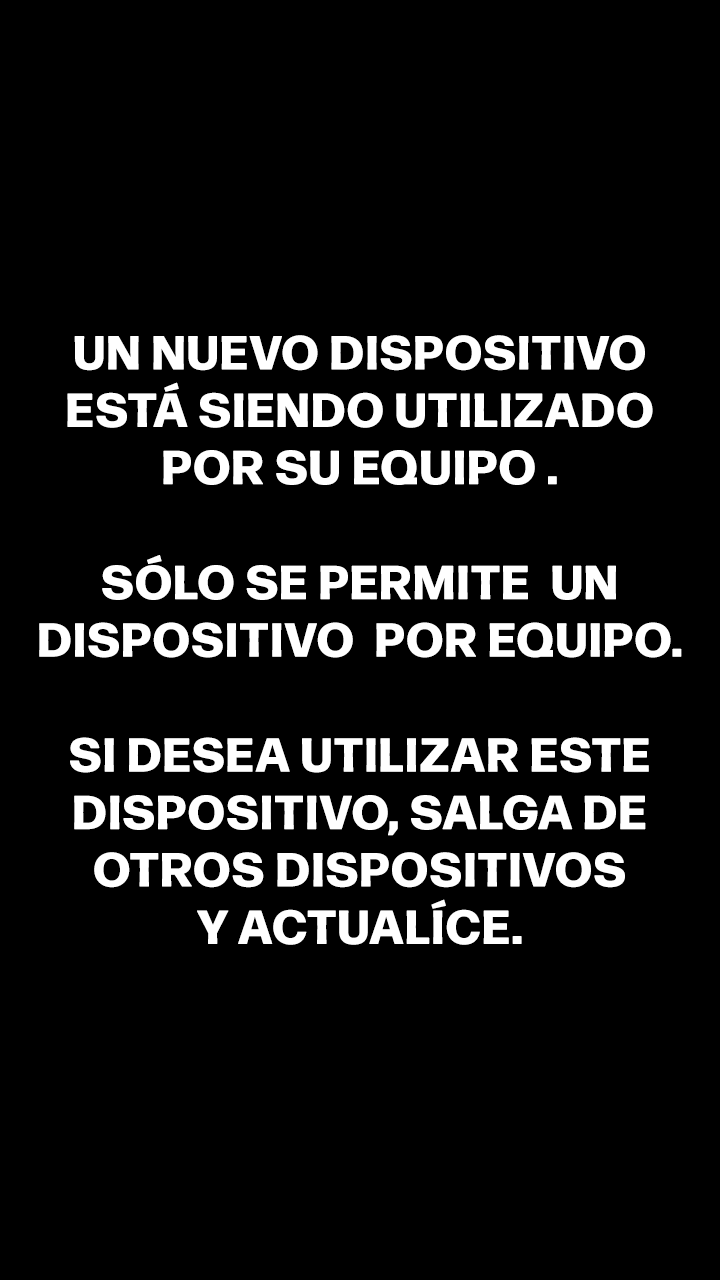 UN NUEVO DISPOSITIVO
ESTÁ SIENDO UTILIZADO
POR SU EQUIPO .
SÓLO SE PERMITE  UN
DISPOSITIVO  POR EQUIPO.
SI DESEA UTILIZAR ESTE
DISPOSITIVO, SALGA DE
OTROS DISPOSITIVOS
Y ACTUALÍCE.